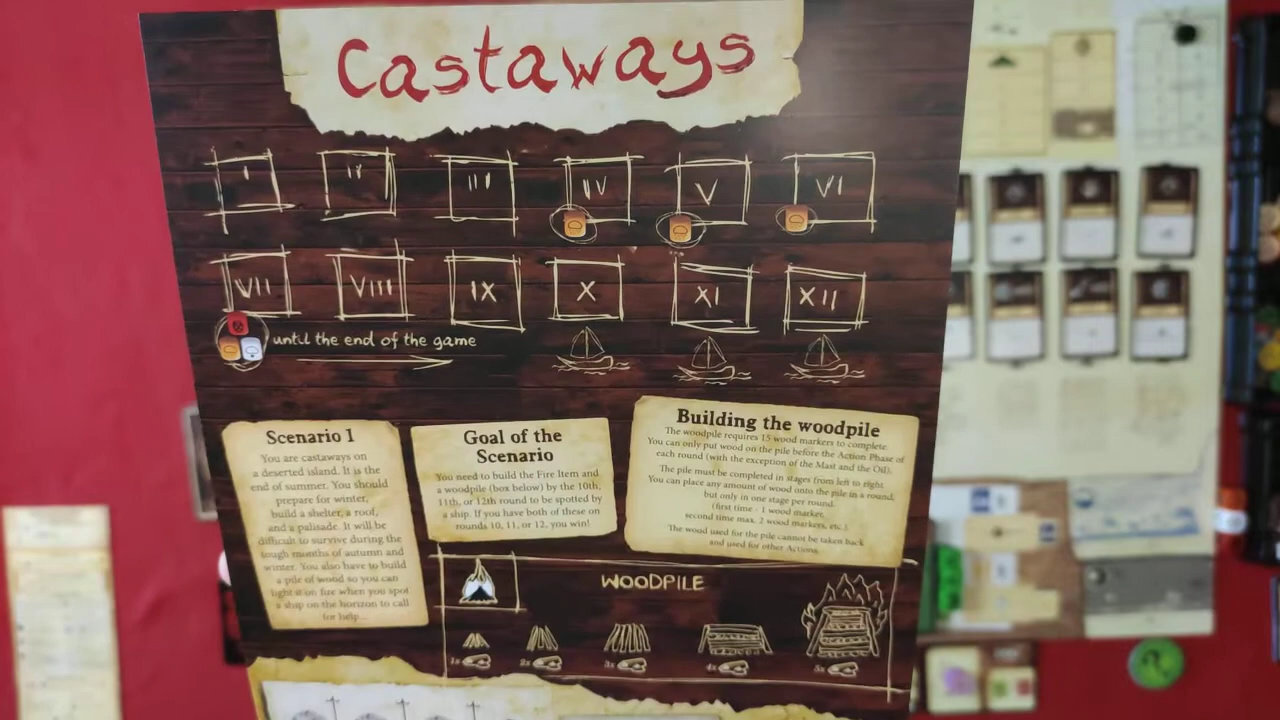 Castaways
I II III IV V VI
VII VIII IX X XI XII
until the end of the game
Scenario 1
You are castaways on
a deserted island. It is the
end of summer. You should
prepare for winter,
build a shelter, a roof,
and a palisade. It will be
difficult to survive during the
tough months of autumn and
winter. You also have to build
a pile of wood so you can
light it on fire when you spot
a ship on the horizon to call
for help...
Goal of the
Scenario
You need to build the Fire Item and
a woodpile (box below) by the 10th,
11th, or 12th round to be spotted by
a ship. If you have both of these on
rounds 10, 11, or 12, you win!
Building the woodpile
The woodpile requires 15 wood markers to complete.
You can only put wood on the pile before the Action Phase of
each round (with the exception of the Mast and the Oil).
The pile must be completed in stages from left to right.
You can place any amount of wood onto the pile in a round,
but only in one stage per round.
(first time - 1 wood marker,
second time max. 2 wood markers, etc.).
The wood used for the pile cannot be taken back
and used for other Actions.
WOODPILE
1x 2x 3x 4x 5x